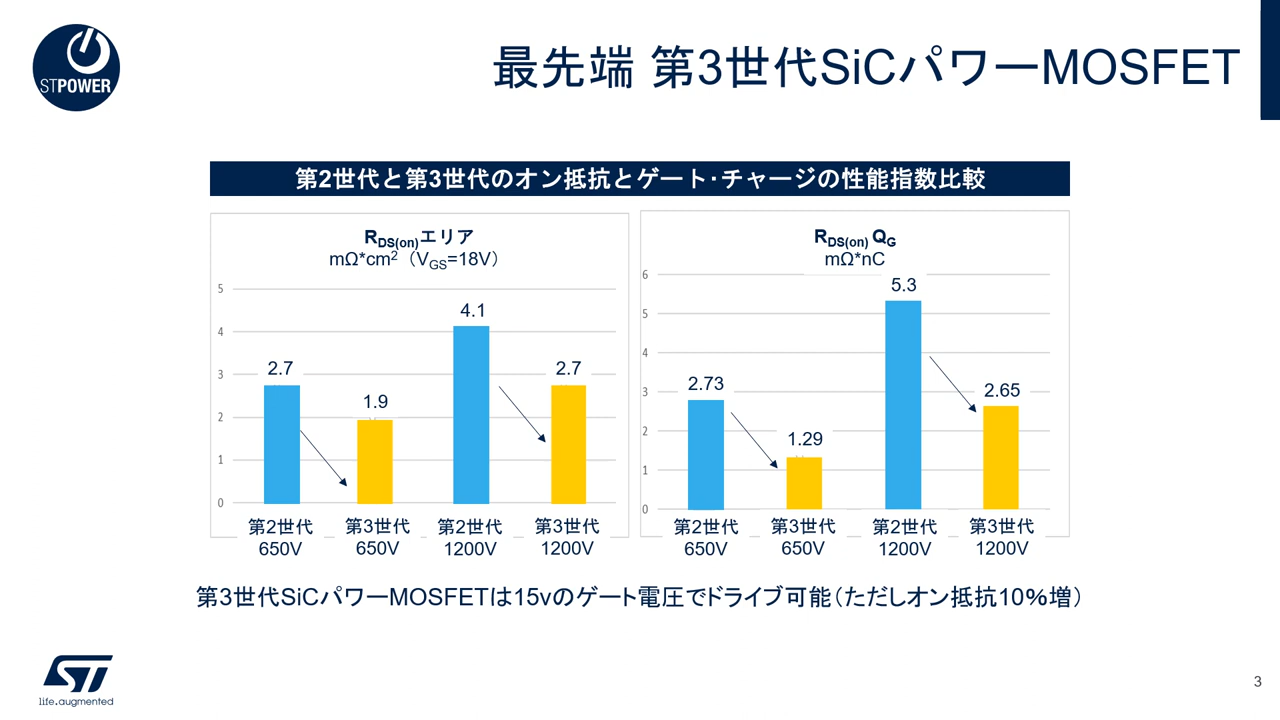 STPOWER
最先端 第3世代SiCパワーMOSFET
第2世代と第3世代のオン抵抗とゲート・チャージの性能指数比較
RDS(on)エリア
mΩ*cm2（VGS=18V）
5
4
3
2
1
0
2.7
1.9
4.1
2.7
第2世代
650V
第3世代
650V
第2世代
1200V
第3世代
1200V
RDS(on) QG
mΩ*nC
6
5
4
3
2
1
0
2.73
1.29
5.3
2.65
第2世代
650V
第3世代
650V
第2世代
1200V
第3世代
1200V
第3世代SiCパワーMOSFETは15vのゲート電圧でドライブ可能（ただしオン抵抗10％増）
ST
life.augmented
3